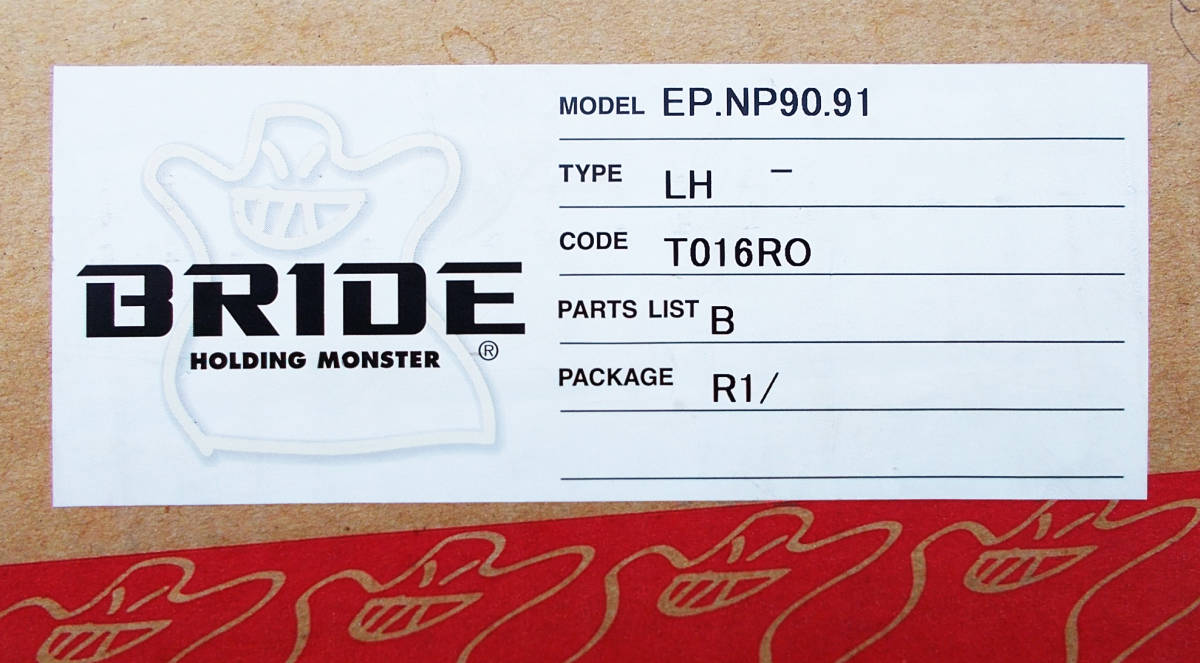 BRIDE
HOLDING MONSTER ®
MODEL EP.NP90.91
TYPE LH -
CODE T016RO
PARTS LIST B
PACKAGE R1/